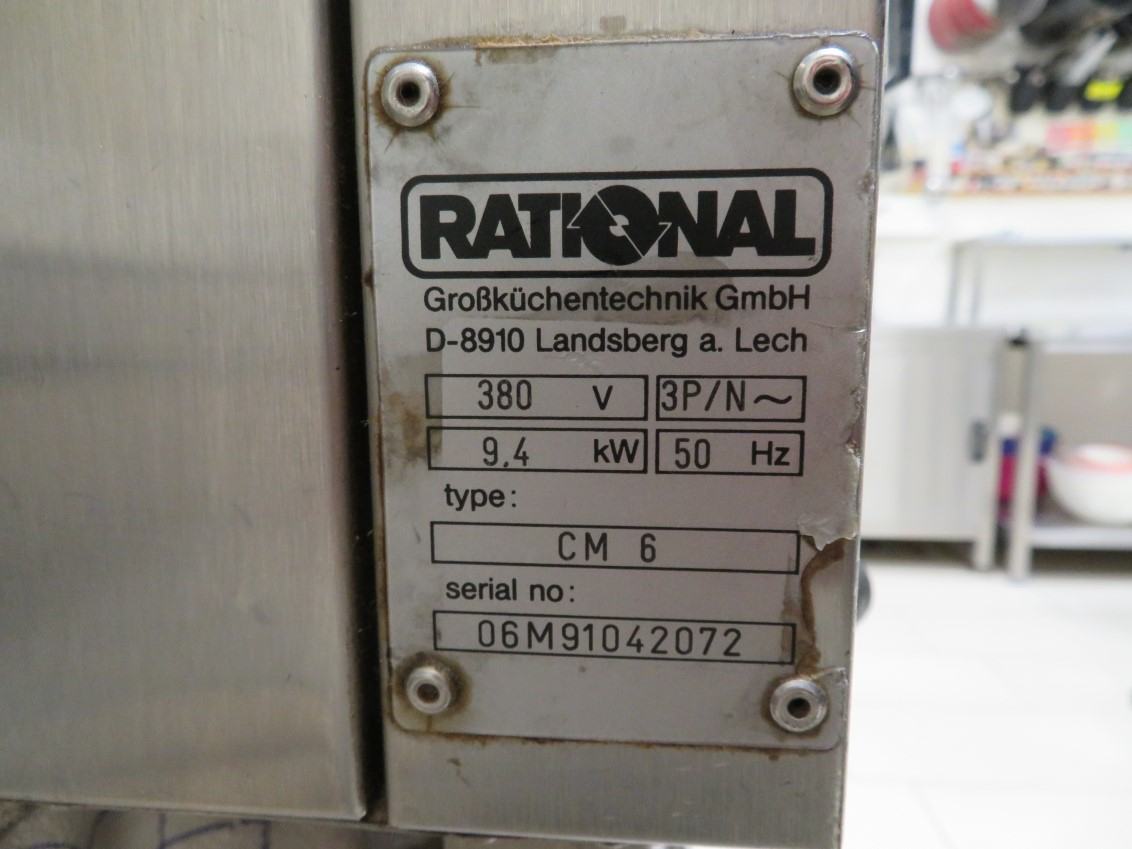 RATIONAL
Großküchentechnik GmbH
D-8910 Landsberg a. Lech
380 V 3P/N~
9.4 kW 50 Hz
type:
CM 6
serial no:
06M91042072